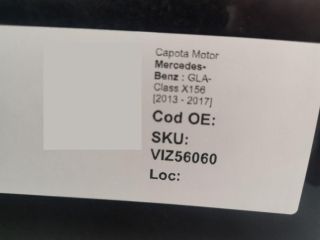 Capota Motor
Mercedes-
Benz : GLA-
Class X156
[2013 - 2017]
Cod OE:
SKU:
VIZ56060
Loc: